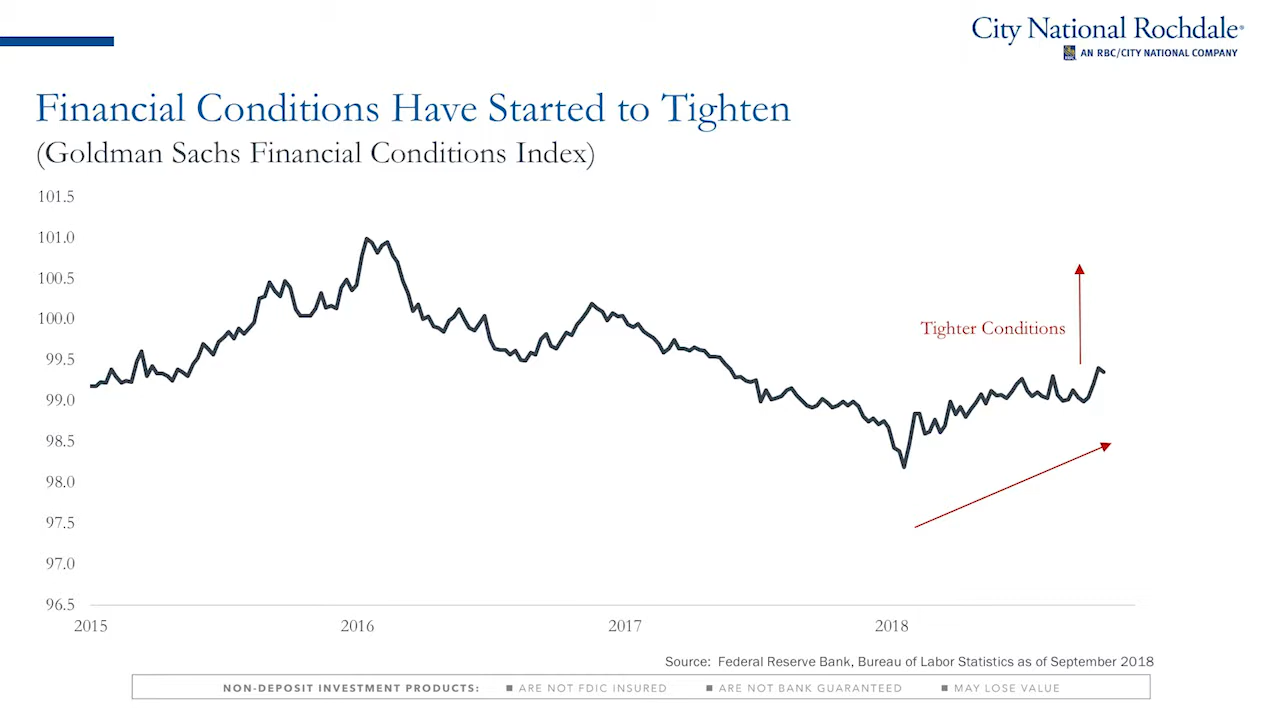 City National Rochdale®
RBC
AN RBC/CITY NATIONAL COMPANY
Financial Conditions Have Started to Tighten
(Goldman Sachs Financial Conditions Index)
101.5
101.0
100.5
100.0
99.5
99.0
98.5
98.0
97.5
97.0
96.5
Tighter Conditions
2015 2016 2017 2018
Source: Federal Reserve Bank, Bureau of Labor Statistics as of September 2018
NON-DEPOSIT INVESTMENT PRODUCTS: ■ ARE NOT FDIC INSURED ■ ARE NOT BANK GUARANTEED ■ MAY LOSE VALUE